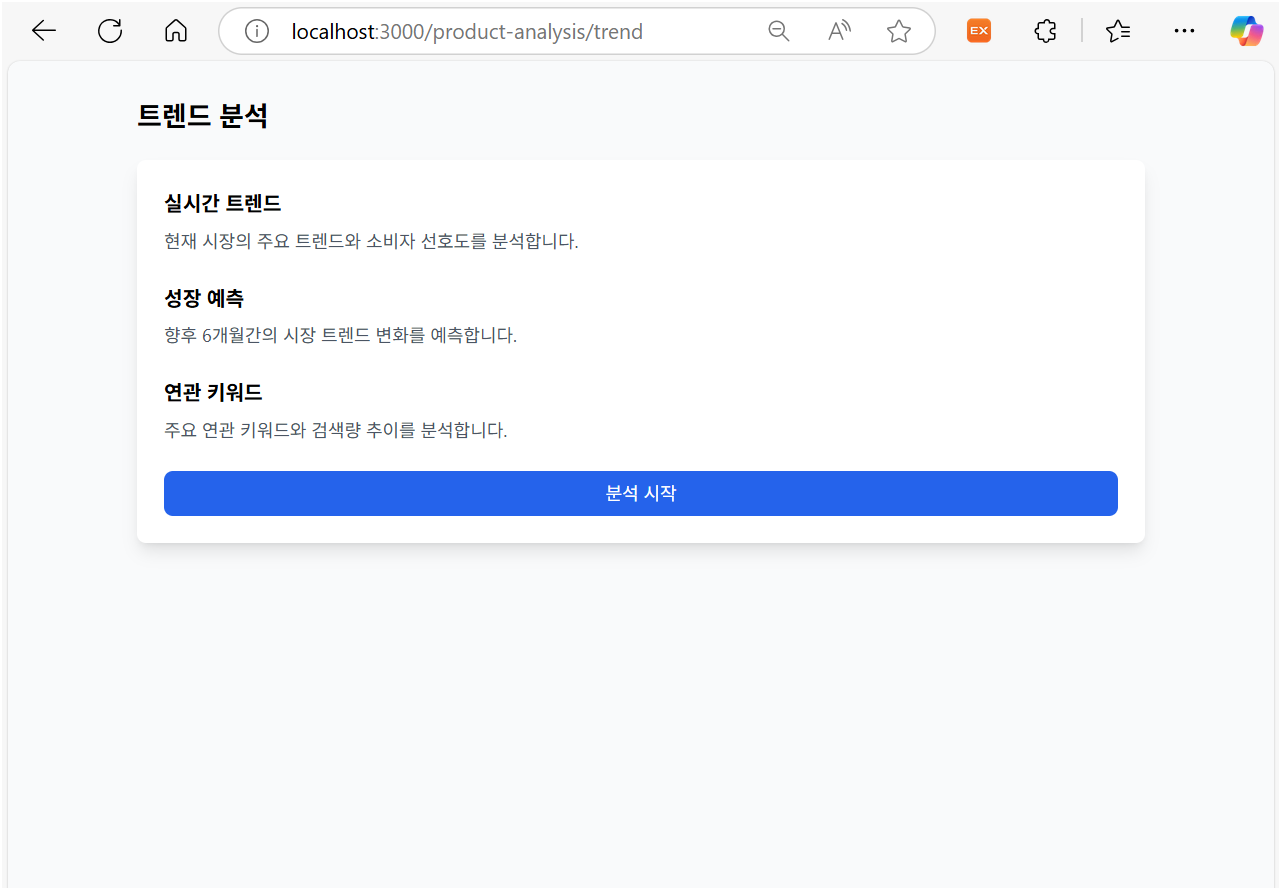 localhost:3000/product-analysis/trend
EX
트렌드 분석
실시간 트렌드
현재 시장의 주요 트렌드와 소비자 선호도를 분석합니다.
성장 예측
향후 6개월간의 시장 트렌드 변화를 예측합니다.
연관 키워드
주요 연관 키워드와 검색량 추이를 분석합니다.
분석 시작